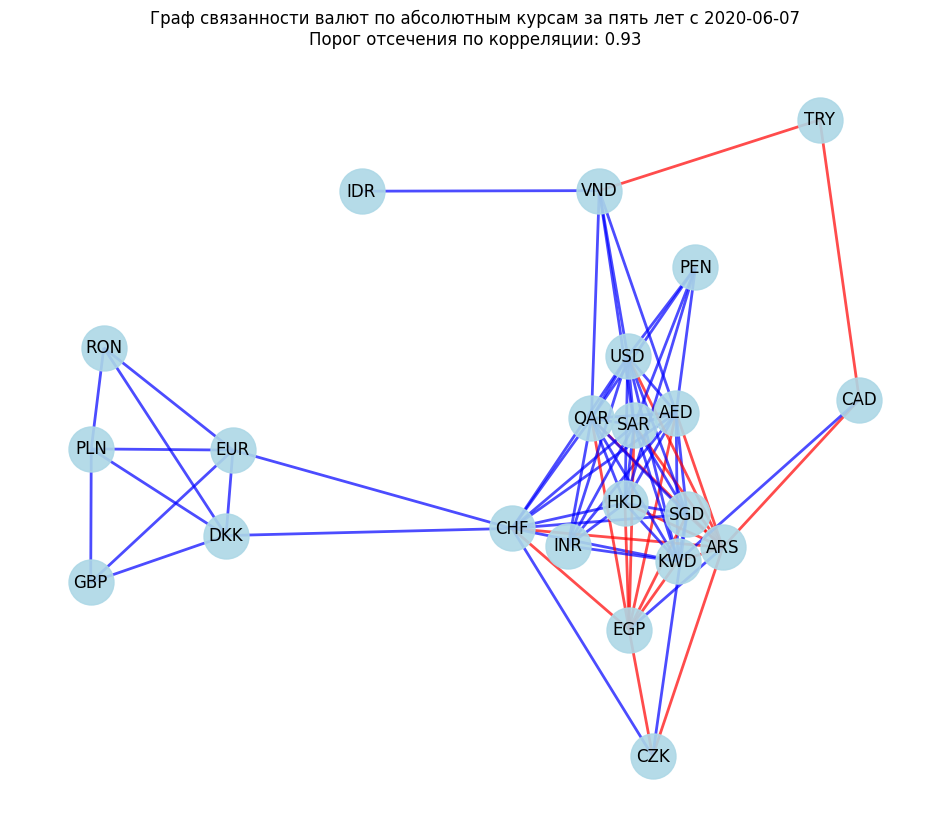 Граф связанности валют по абсолютным курсам за пять лет с 2020-06-07
Порог отсечения по корреляции: 0.93
TRY
IDR
VND
PEN
RON
USD
CAD
QAR
SAR
AED
PLN
EUR
HKD
SGD
CHF
DKK
INR
ARS
KWD
GBP
EGP
CZK